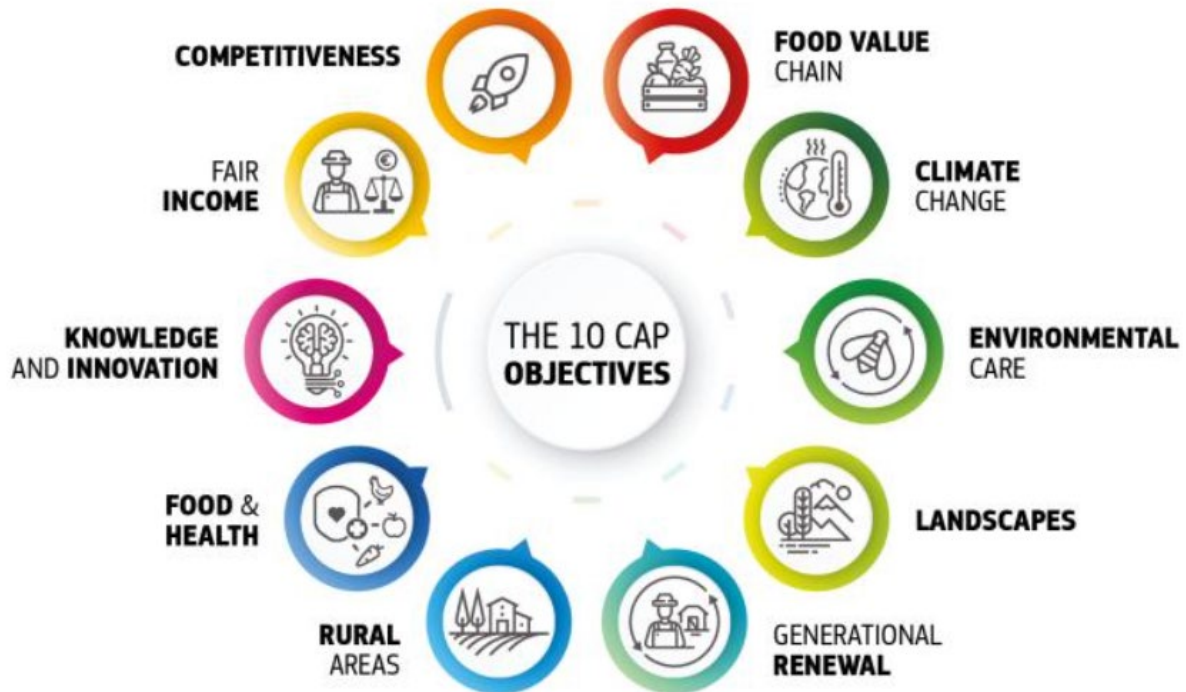 COMPETITIVENESS
FOOD VALUE
CHAIN
FAIR
INCOME
€
CLIMATE
CHANGE
KNOWLEDGE
AND INNOVATION
THE 10 CAP
OBJECTIVES
ENVIRONMENTAL
CARE
FOOD &
HEALTH
LANDSCAPES
RURAL
AREAS
GENERATIONAL
RENEWAL